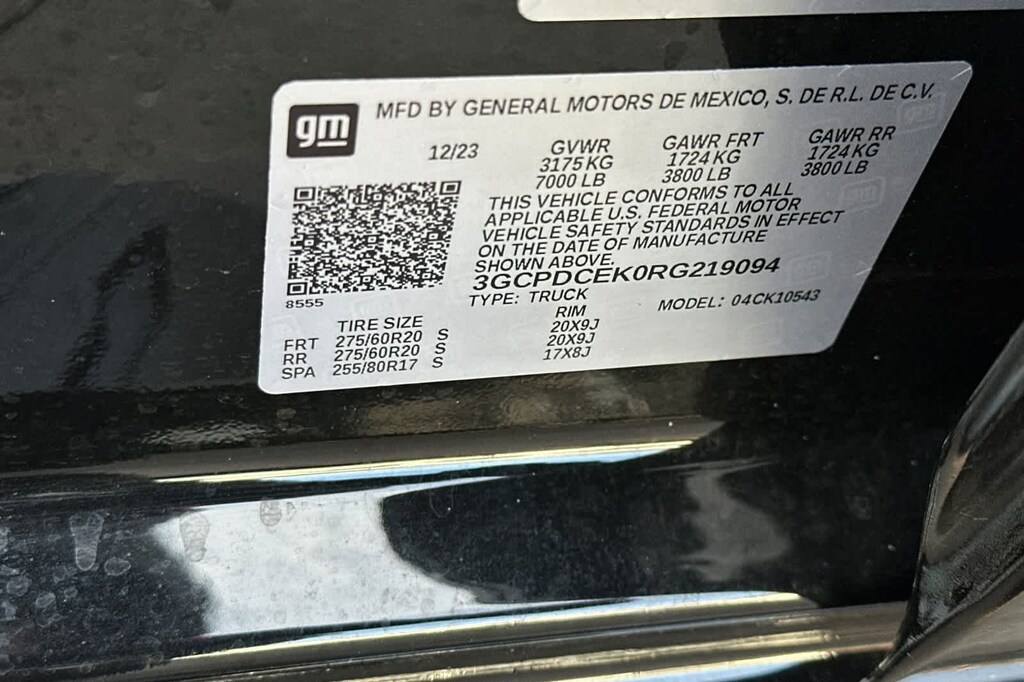 gm
MFD BY GENERAL MOTORS DE MEXICO, S. DE R.L. DE C.V.
12/23 GVWR GAWR FRT GAWR RR
3175 KG 1724 KG 1724 KG
7000 LB 3800 LB 3800 LB
THIS VEHICLE CONFORMS TO ALL
APPLICABLE U.S. FEDERAL MOTOR
VEHICLE SAFETY STANDARDS IN EFFECT
ON THE DATE OF MANUFACTURE
SHOWN ABOVE.
3GCPDCEK0RG219094
8555
TYPE: TRUCK MODEL: 04CK10543
TIRE SIZE RIM
FRT 275/60R20 S 20X9J
RR 275/60R20 S 20X9J
SPA 255/80R17 S 17X8J